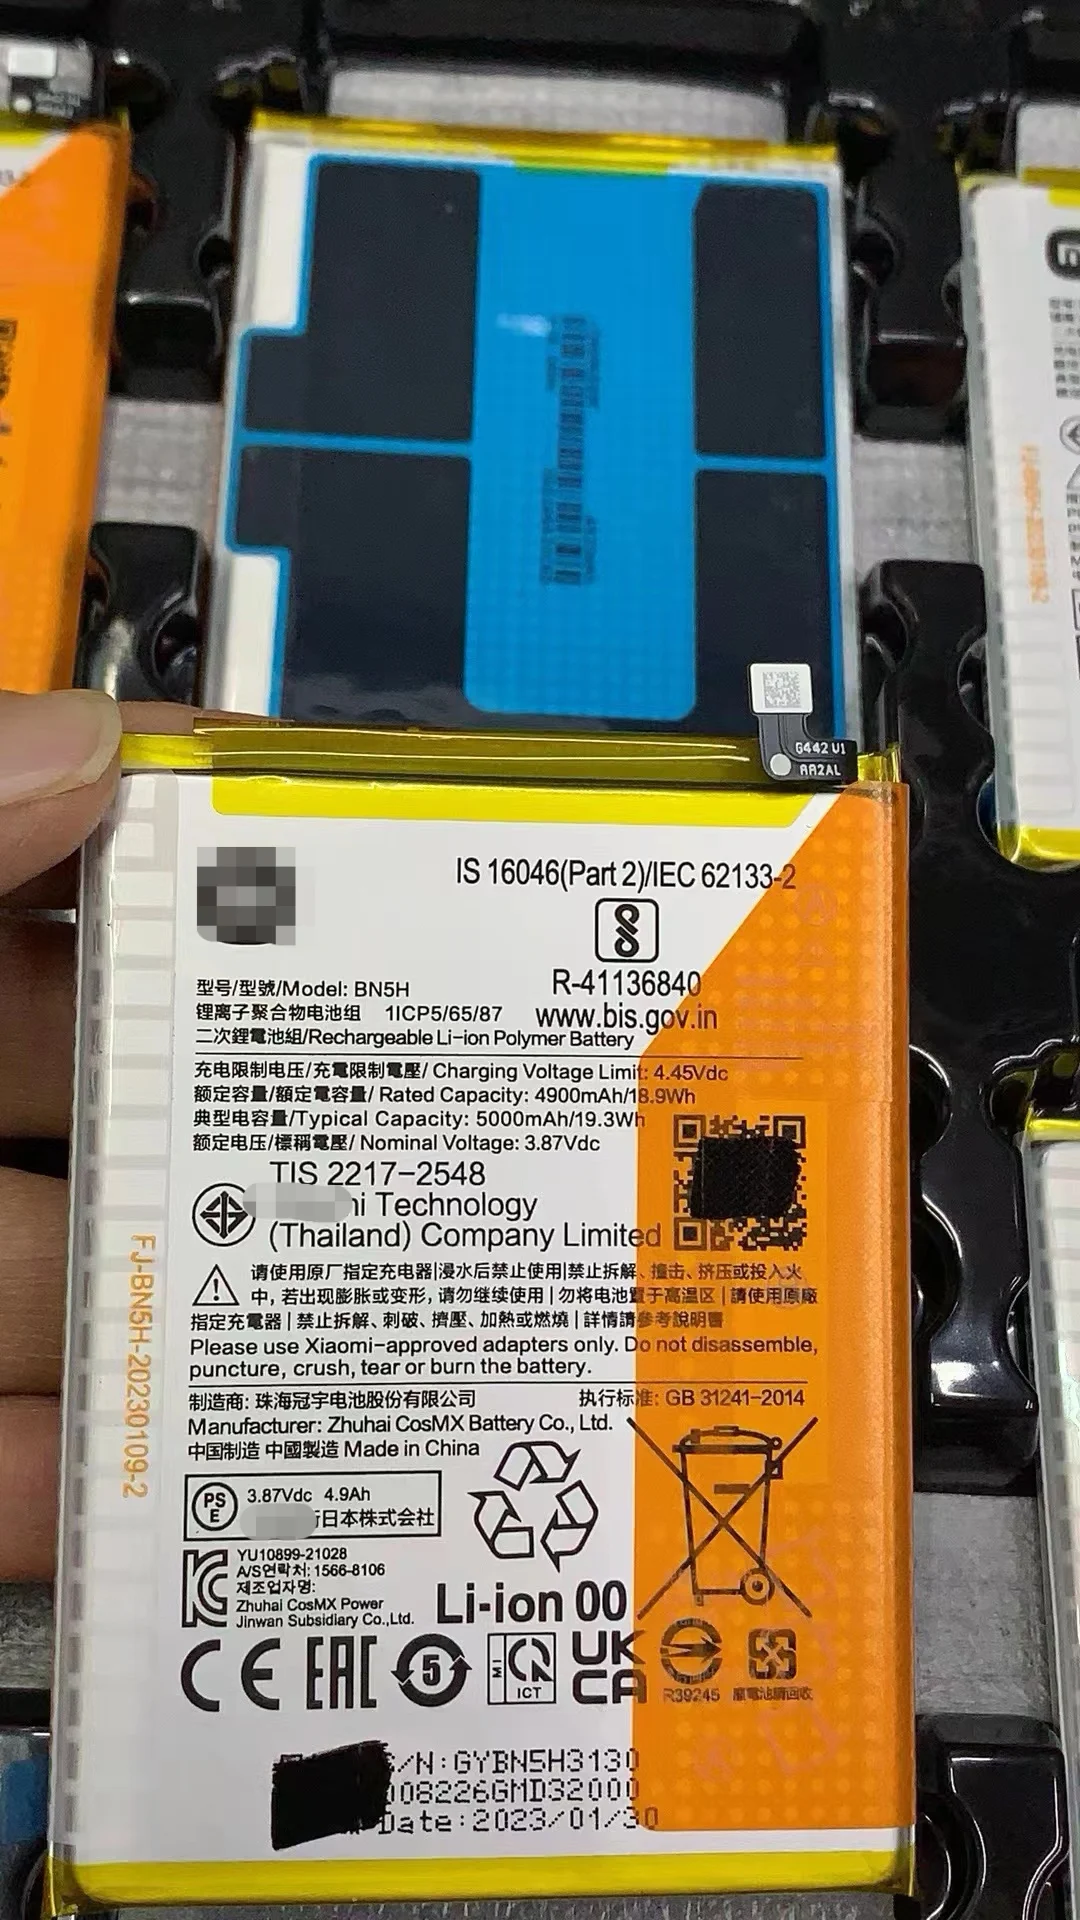 G442 V1
AA2AL
IS 16046(Part 2)/IEC 62133-2
R-41136840
www.bis.gov.in
型号/型號/Model: BN5H
锂离子聚合物电池组 1ICP5/65/87
二次鋰電池組/Rechargeable Li-ion Polymer Battery
充电限制电压/充電限制電壓/ Charging Voltage Limit: 4.45Vdc
额定容量/額定電容量/ Rated Capacity: 4900mAh/18.9Wh
典型电容量/Typical Capacity: 5000mAh/19.3Wh
额定电压/標稱電壓/ Nominal Voltage: 3.87Vdc
TIS 2217-2548
Technology
(Thailand) Company Limited
请使用原厂指定充电器|浸水后禁止使用|禁止拆解、撞击、挤压或投入火
中，若出现膨胀或变形，请勿继续使用 | 勿将电池置于高温区 | 請使用原廠
指定充電器 | 禁止拆解、刺破、擠壓、加熱或燃燒 | 詳情請參考說明書
Please use Xiaomi-approved adapters only. Do not disassemble,
puncture, crush, tear or burn the battery.
制造商: 珠海冠宇电池股份有限公司 执行标准: GB 31241-2014
Manufacturer: Zhuhai CosMX Battery Co., Ltd.
中国制造 中國製造 Made in China
PS
E
3.87Vdc 4.9Ah
日本株式会社
YU10899-21028
A/S연락처: 1566-8106
제조업자명:
Zhuhai CosMX Power
Jinwan Subsidiary Co.,Ltd.
Li-ion 00
CE EAC 5 MI ICT UK CA R39245 廢電池請回收
/N:GYBN5H3130
008226GMD32000
Date:2023/01/30
FJ-BN5H-20230109-2